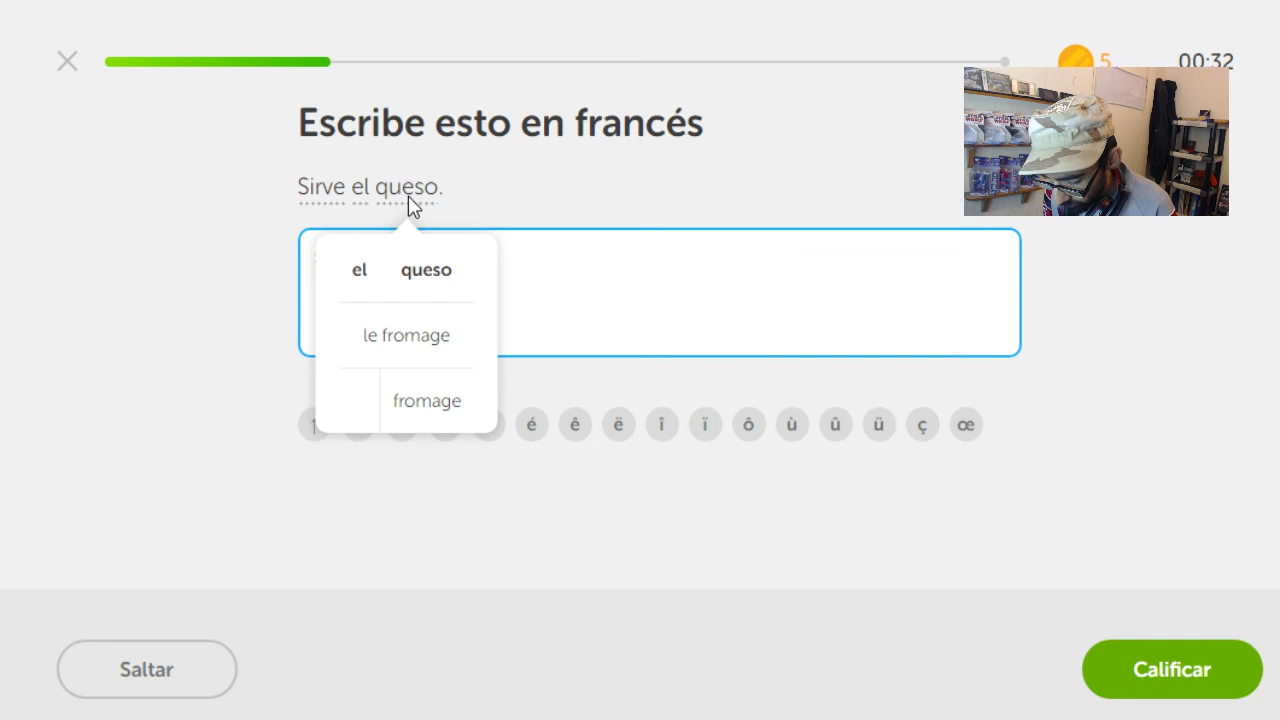 5 00:32
Escribe esto en francés
Sirve el queso.
el queso
le fromage
fromage
é ê ë î ï ô ù û ü ç œ
Saltar
Calificar